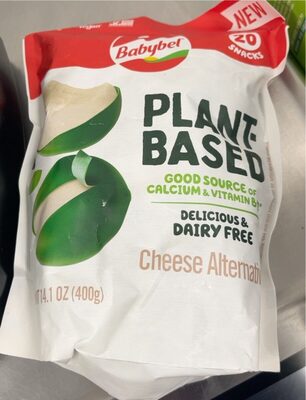 Babybel
NEW
20
SNACKS
PLANT-
BASED
GOOD SOURCE OF
CALCIUM & VITAMIN B12
DELICIOUS &
DAIRY FREE
Cheese Alternati
14.1 OZ (400g)